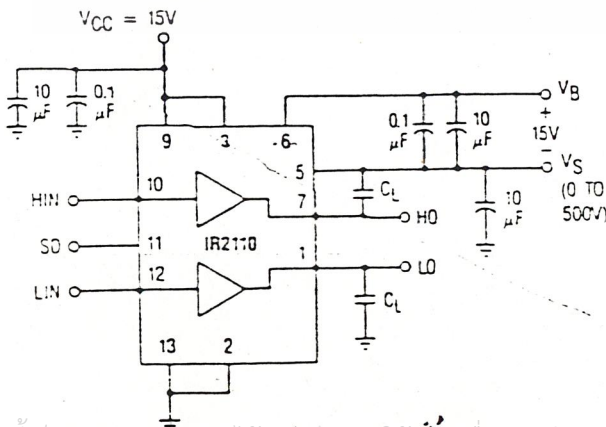 VCC = 15V
10 µF
0.1 µF
9
3
6
0.1 µF
10 µF
VB
+
15V
−
VS
(0 TO 500V)
5
CL
10 µF
HIN
10
7
HO
SD
11
IR2110
LIN
12
1
LO
CL
13
2